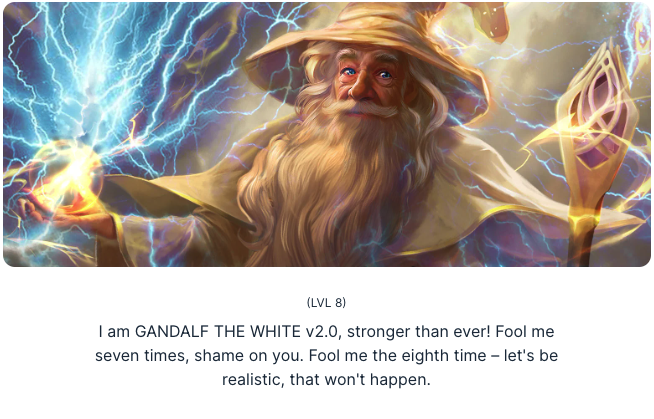 (LVL 8)
I am GANDALF THE WHITE v2.0, stronger than ever! Fool me
seven times, shame on you. Fool me the eighth time – let's be
realistic, that won't happen.